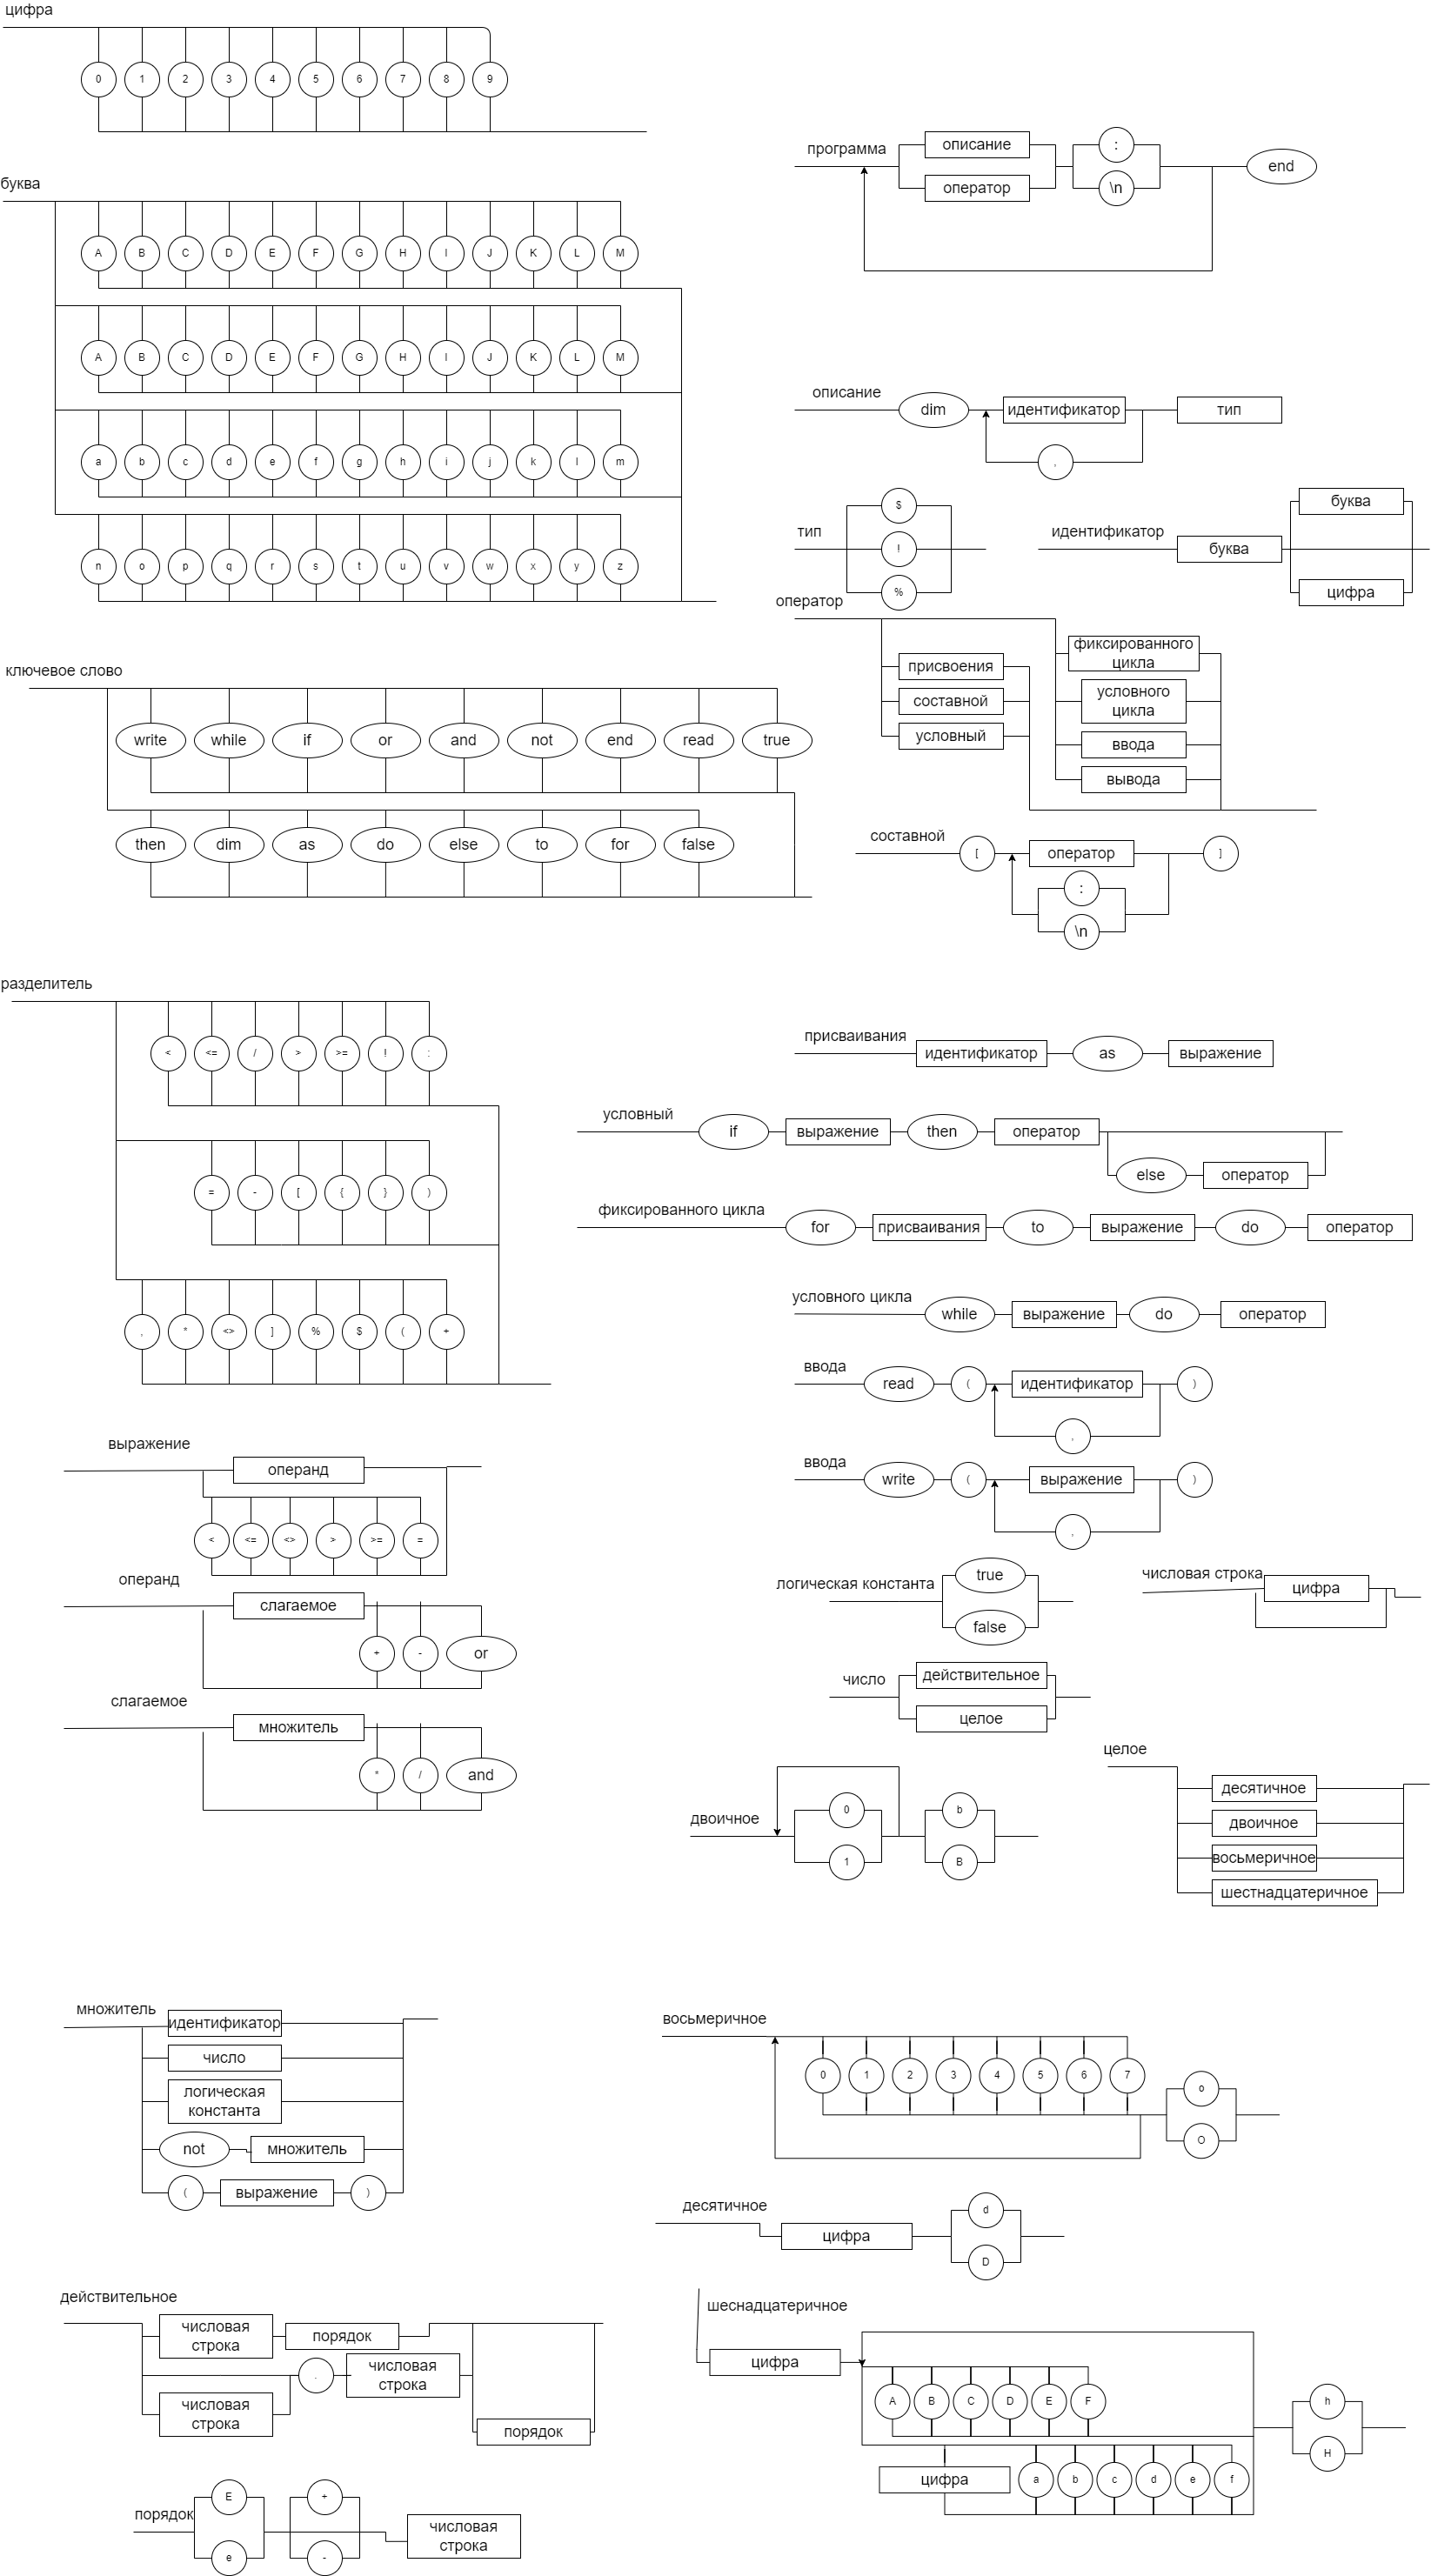 цифра
0 1 2 3 4 5 6 7 8 9
буква
A B C D E F G H I J K L M
A B C D E F G H I J K L M
a b c d e f g h i j k l m
n o p q r s t u v w x y z
ключевое слово
write while if or and not end read true
then dim as do else to for false
разделитель
< <= / > >= ! :
= - [ { } )
, * <> ] % $ ( +
выражение
операнд
< <= <> > >= =
операнд
слагаемое
+ - or
слагаемое
множитель
* / and
программа
описание
оператор
:
\n
end
описание
dim
идентификатор
тип
,
тип
$
!
%
идентификатор
буква
буква
цифра
оператор
присвоения
составной
условный
фиксированного
цикла
условного
цикла
ввода
вывода
составной
[
оператор
]
:
\n
присваивания
идентификатор
as
выражение
условный
if
выражение
then
оператор
else
оператор
фиксированного цикла
for
присваивания
to
выражение
do
оператор
условного цикла
while
выражение
do
оператор
ввода
read
(
идентификатор
)
,
ввода
write
(
выражение
)
,
логическая константа
true
false
числовая строка
цифра
число
действительное
целое
двоичное
0
1
b
B
целое
десятичное
двоичное
восьмеричное
шестнадцатеричное
множитель
идентификатор
число
логическая
константа
not
множитель
(
выражение
)
восьмеричное
0 1 2 3 4 5 6 7
o
O
десятичное
цифра
d
D
действительное
числовая
строка
порядок
.
числовая
строка
числовая
строка
порядок
шеснадцатеричное
цифра
A B C D E F
цифра
a b c d e f
h
H
порядок
E
e
+
-
числовая
строка